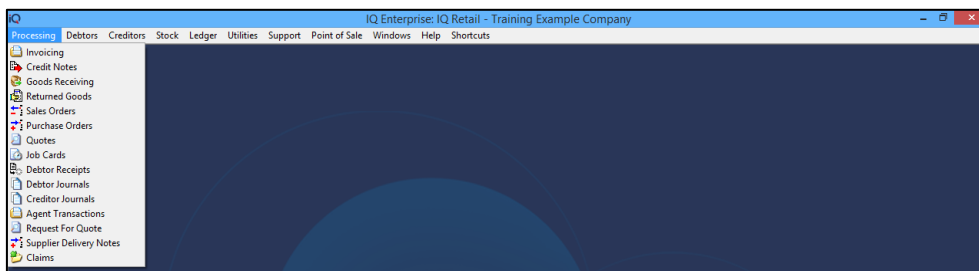 iQ
IQ Enterprise: IQ Retail - Training Example Company
Processing Debtors Creditors Stock Ledger Utilities Support Point of Sale Windows Help Shortcuts
Invoicing
Credit Notes
Goods Receiving
Returned Goods
Sales Orders
Purchase Orders
Quotes
Job Cards
Debtor Receipts
Debtor Journals
Creditor Journals
Agent Transactions
Request For Quote
Supplier Delivery Notes
Claims